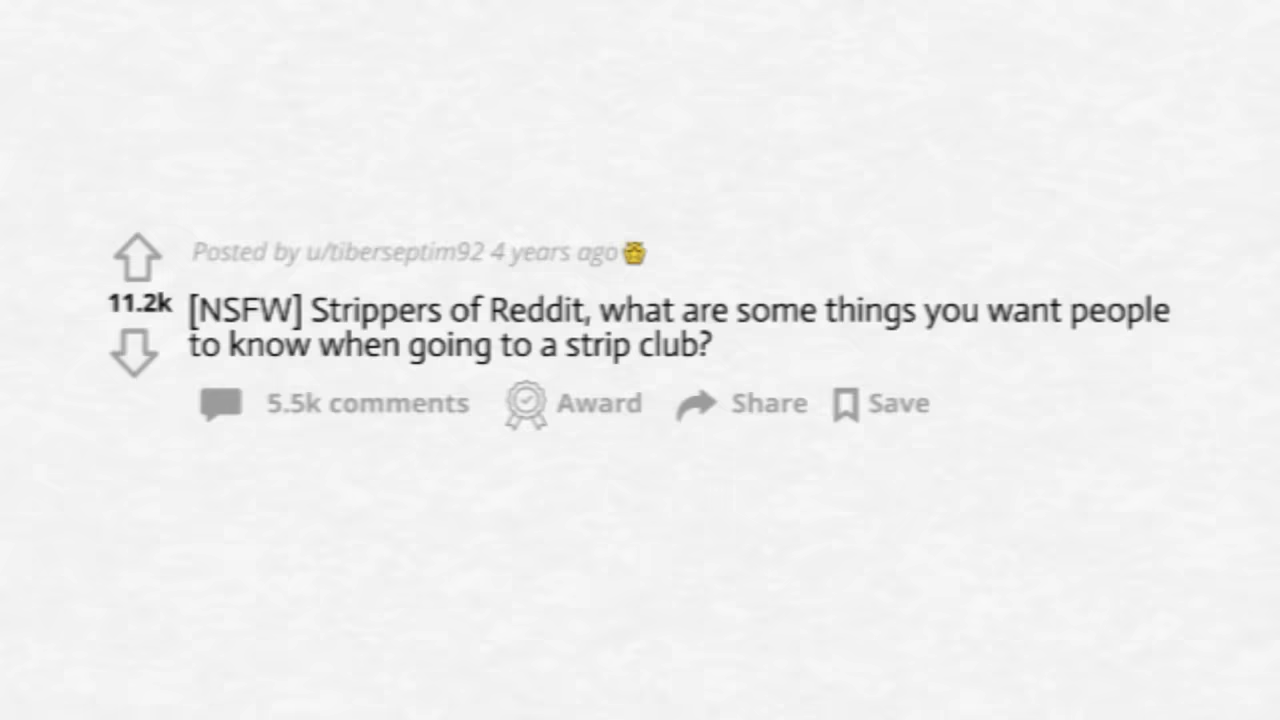 Posted by u/tiberseptim92 4 years ago
11.2k
[NSFW] Strippers of Reddit, what are some things you want people
to know when going to a strip club?
5.5k comments Award Share Save